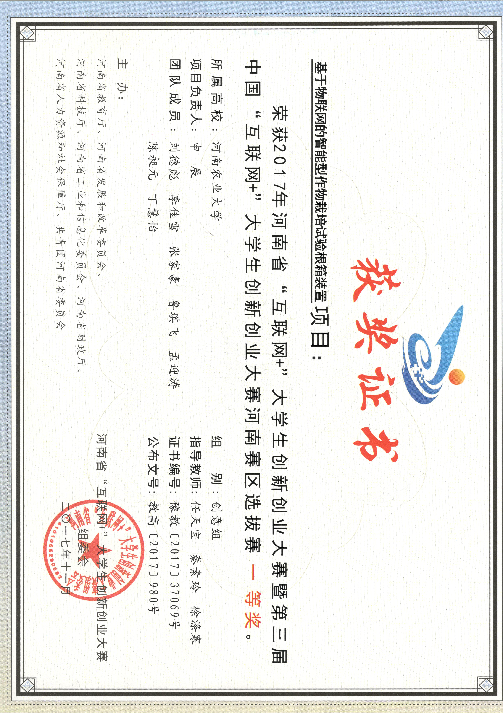 获奖证书
基于物联网的智能型作物栽培试验根箱装置项目：
荣获2017年河南省“互联网+”大学生创新创业大赛暨第三届
中国“互联网+”大学生创新创业大赛河南赛区选拔赛 一等奖。
所属高校：河南农业大学
组 别：创意组
项目负责人：申 晨
指导教师：任天宝
团队成员：刘德彪 李佳雪 张家豪 鲁琪飞 孟迎涛
证书编号：豫教〔2017〕37069号
陈昶元 丁彦怡
公布文号：教高〔2017〕980号
主 办：
河南省教育厅、河南省发展和改革委员会、
河南省科技厅、河南省工业和信息化委员会、河南省财政厅、
河南省人力资源和社会保障厅、共青团河南省委员会
河南省“互联网+”大学生创新创业大赛
组委会
二〇一七年十二月